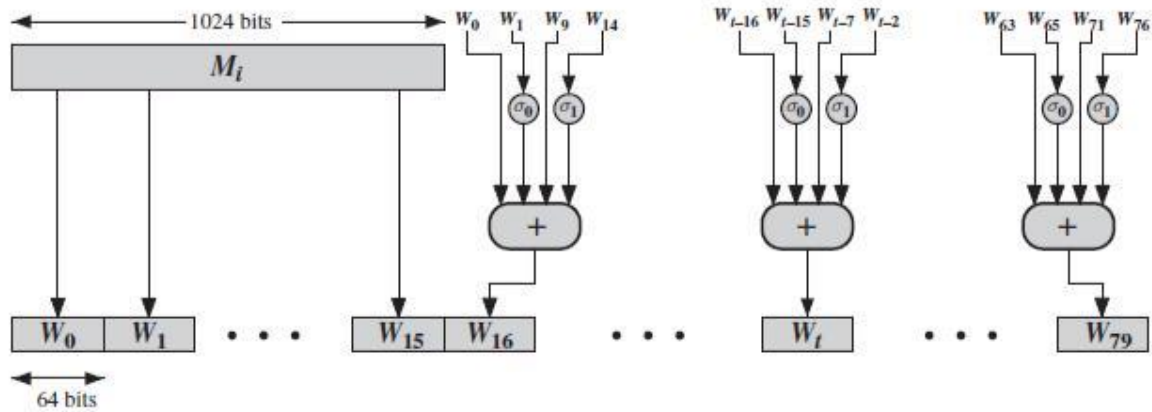 1024 bits
W0 W1 W9 W14
Wt–16 Wt–15 Wt–7 Wt–2
W63 W65 W71 W76
Mi
σ0 σ1
σ0 σ1
σ0 σ1
+
+
+
W0 W1 • • • W15 W16 • • • Wt • • • W79
64 bits